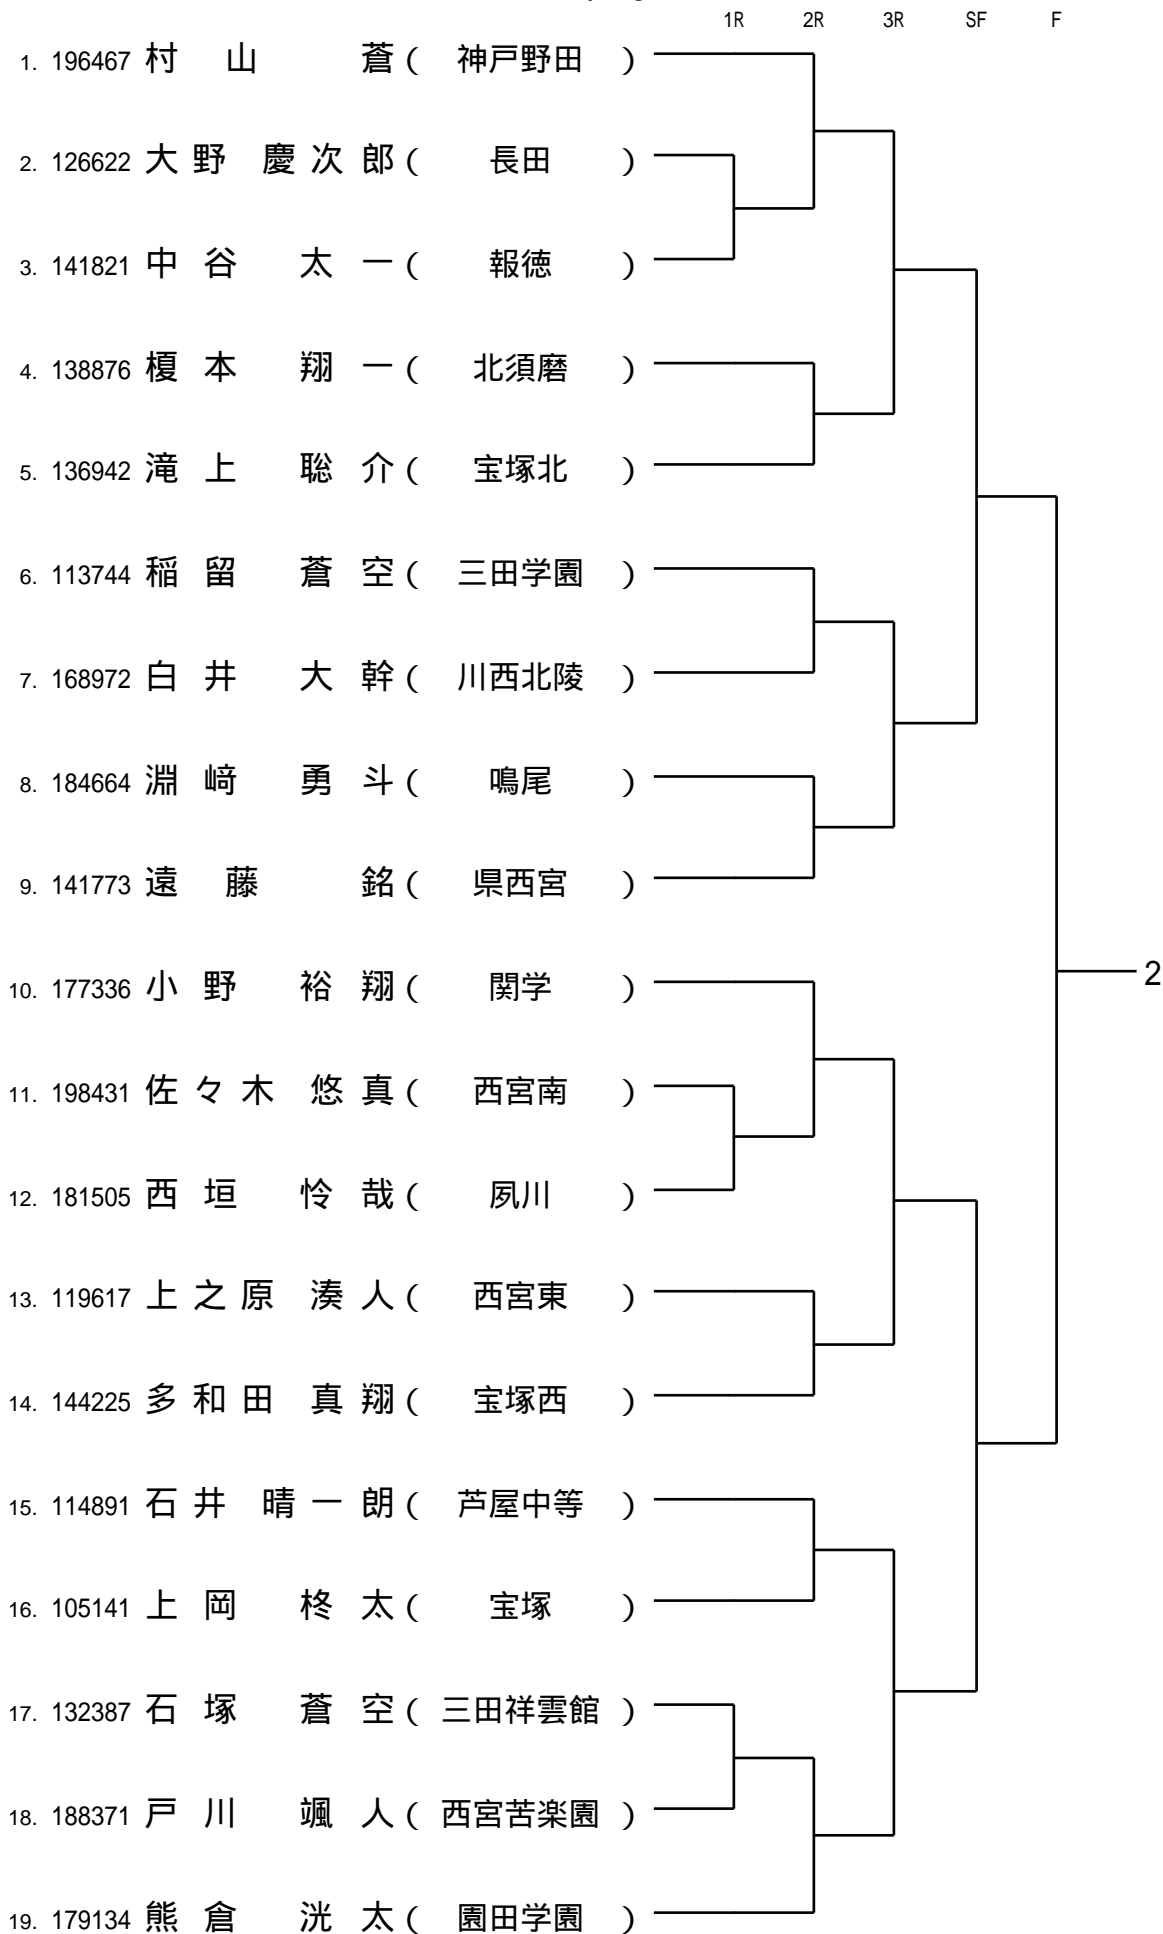 1R 2R 3R SF F
1. 196467 村山 蒼 ( 神戸野田 )
2. 126622 大野 慶次郎 ( 長田 )
3. 141821 中谷 太一 ( 報徳 )
4. 138876 榎本 翔一 ( 北須磨 )
5. 136942 滝上 聡介 ( 宝塚北 )
6. 113744 稲留 蒼空 ( 三田学園 )
7. 168972 白井 大幹 ( 川西北陵 )
8. 184664 淵﨑 勇斗 ( 鳴尾 )
9. 141773 遠藤 銘 ( 県西宮 )
10. 177336 小野 裕翔 ( 関学 )
2
11. 198431 佐々木 悠真 ( 西宮南 )
12. 181505 西垣 怜哉 ( 夙川 )
13. 119617 上之原 湊人 ( 西宮東 )
14. 144225 多和田 真翔 ( 宝塚西 )
15. 114891 石井 晴一朗 ( 芦屋中等 )
16. 105141 上岡 柊太 ( 宝塚 )
17. 132387 石塚 蒼空 ( 三田祥雲館 )
18. 188371 戸川 颯人 ( 西宮苦楽園 )
19. 179134 熊倉 洸太 ( 園田学園 )